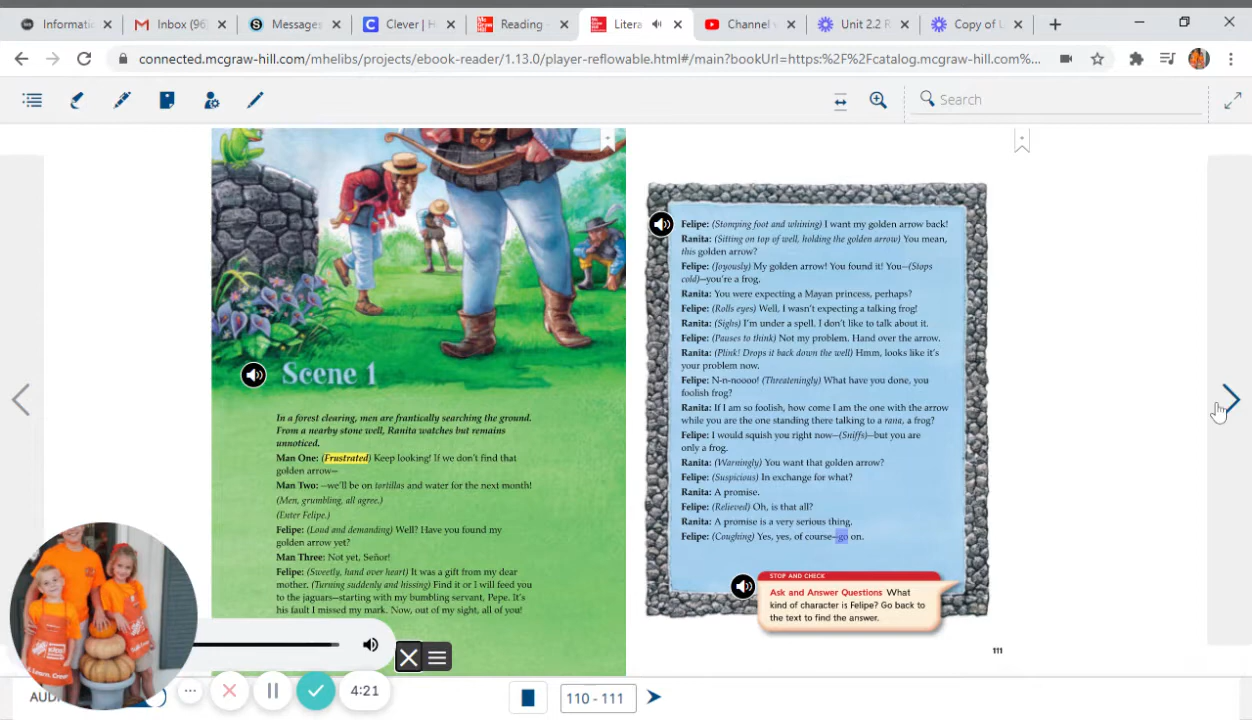 Informatic
Inbox (96
Messages
Clever | H
Reading -
Litera
Channel v
Unit 2.2 R
Copy of L
connected.mcgraw-hill.com/mhelibs/projects/ebook-reader/1.13.0/player-reflowable.html#/main?bookUrl=https:%2F%2Fcatalog.mcgraw-hill.com%...
Search
Scene 1
In a forest clearing, men are frantically searching the ground.
From a nearby stone well, Ranita watches but remains
unnoticed.
Man One: (Frustrated) Keep looking! If we don't find that
golden arrow—
Man Two: —we'll be on tortillas and water for the next month!
(Men, grumbling, all agree.)
(Enter Felipe.)
Felipe: (Loud and demanding) Well? Have you found my
golden arrow yet?
Man Three: Not yet, Señor!
Felipe: (Sweetly, hand over heart) It was a gift from my dear
mother. (Turning suddenly and hissing) Find it or I will feed you
to the jaguars—starting with my bumbling servant, Pepe. It's
his fault I missed my mark. Now, out of my sight, all of you!
Felipe: (Stomping foot and whining) I want my golden arrow back!
Ranita: (Sitting on top of well, holding the golden arrow) You mean,
this golden arrow?
Felipe: (Joyously) My golden arrow! You found it! You—(Stops
cold)—you're a frog.
Ranita: You were expecting a Mayan princess, perhaps?
Felipe: (Rolls eyes) Well, I wasn't expecting a talking frog!
Ranita: (Sighs) I'm under a spell. I don't like to talk about it.
Felipe: (Pauses to think) Not my problem. Hand over the arrow.
Ranita: (Plink! Drops it back down the well) Hmm, looks like it's
your problem now.
Felipe: N-n-noooo! (Threateningly) What have you done, you
foolish frog?
Ranita: If I am so foolish, how come I am the one with the arrow
while you are the one standing there talking to a rana, a frog?
Felipe: I would squish you right now—(Sniffs)—but you are
only a frog.
Ranita: (Warningly) You want that golden arrow?
Felipe: (Suspicious) In exchange for what?
Ranita: A promise.
Felipe: (Relieved) Oh, is that all?
Ranita: A promise is a very serious thing.
Felipe: (Coughing) Yes, yes, of course—go on.
STOP AND CHECK
Ask and Answer Questions What
kind of character is Felipe? Go back to
the text to find the answer.
111
AUD
4:21
110 - 111